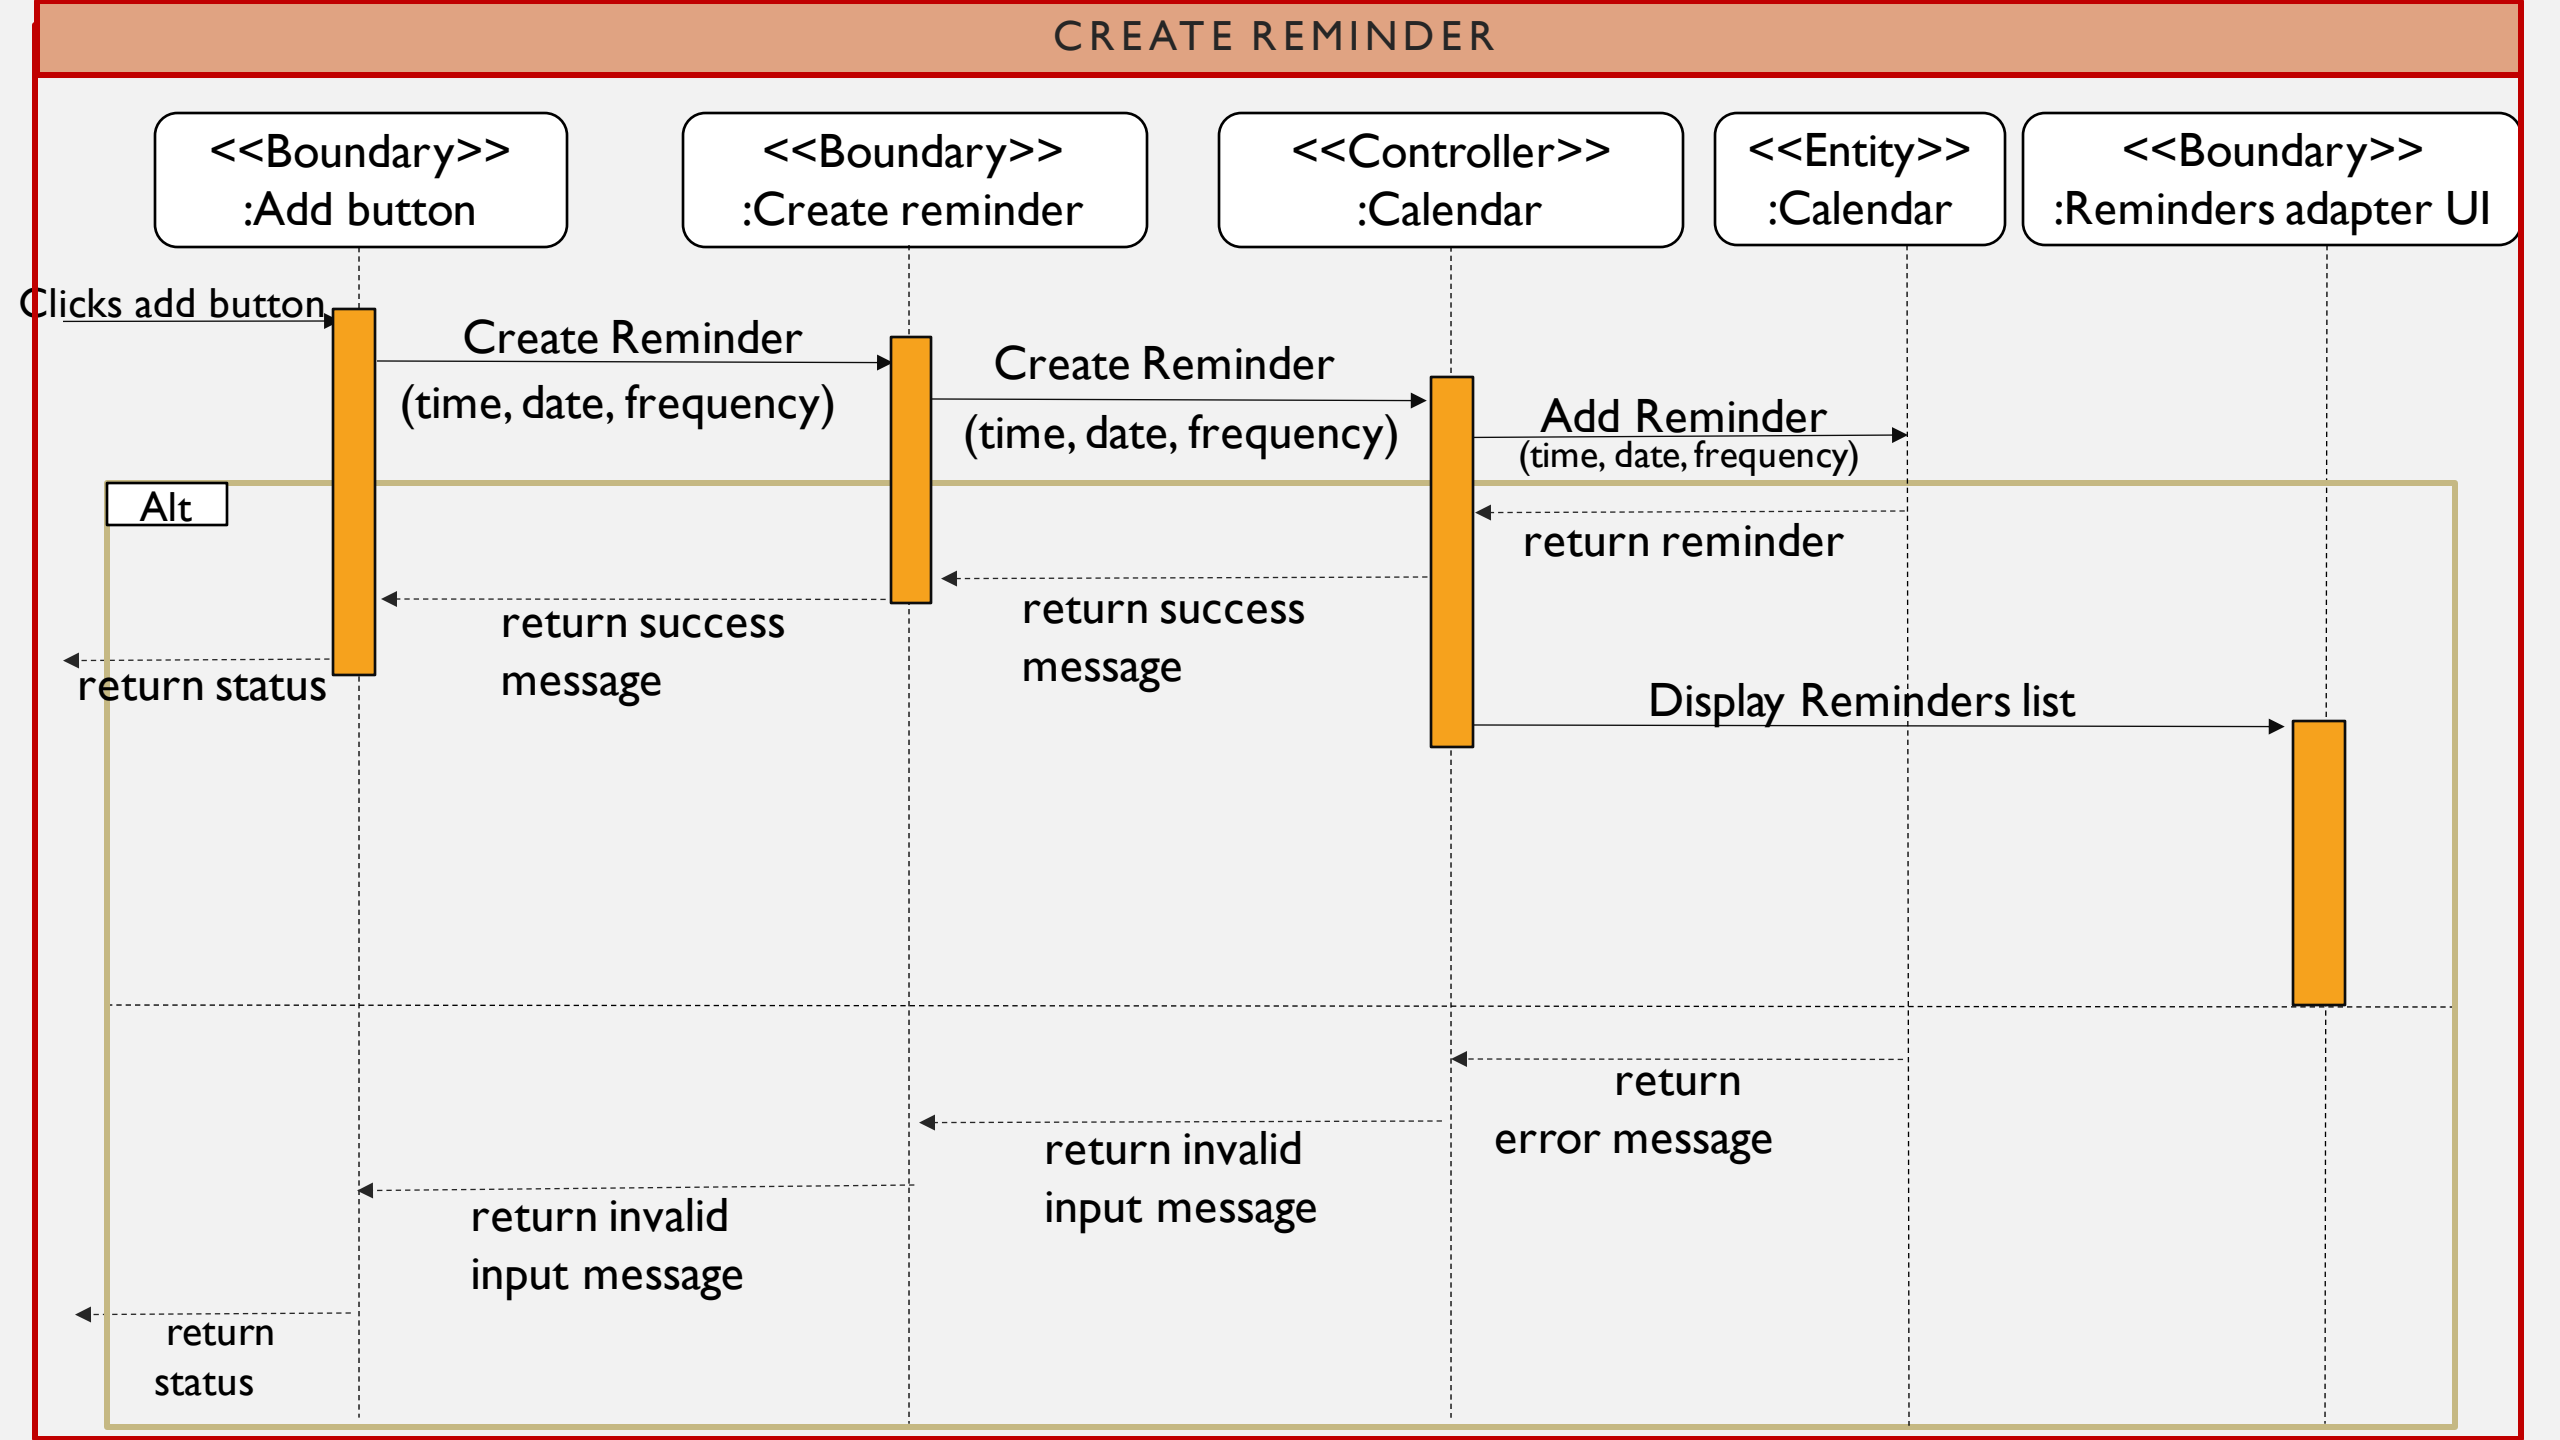 CREATE REMINDER
<<Boundary>>
:Add button
<<Boundary>>
:Create reminder
<<Controller>>
:Calendar
<<Entity>>
:Calendar
<<Boundary>>
:Reminders adapter UI
Clicks add button
Create Reminder
(time, date, frequency)
Create Reminder
(time, date, frequency)
Add Reminder
(time, date, frequency)
Alt
return reminder
return success
message
return success
message
return status
Display Reminders list
return
error message
return invalid
input message
return invalid
input message
return
status